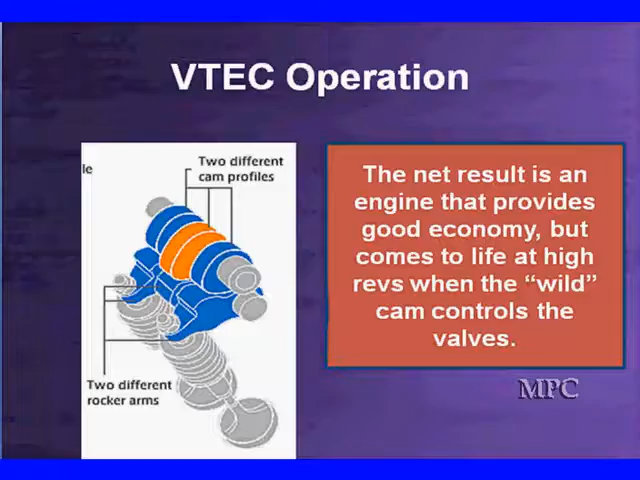 VTEC Operation
le
Two different
cam profiles
The net result is an
engine that provides
good economy, but
comes to life at high
revs when the “wild”
cam controls the
valves.
Two different
rocker arms
MPC